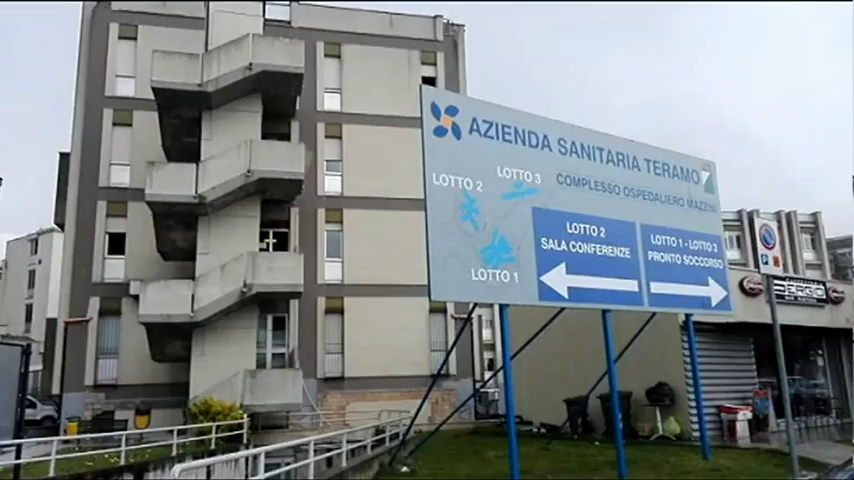 AZIENDA SANITARIA TERAMO
COMPLESSO OSPEDALIERO MAZZINI
LOTTO 2
LOTTO 3
LOTTO 1
LOTTO 2
SALA CONFERENZE
LOTTO 1 - LOTTO 3
PRONTO SOCCORSO
SERGIO
P